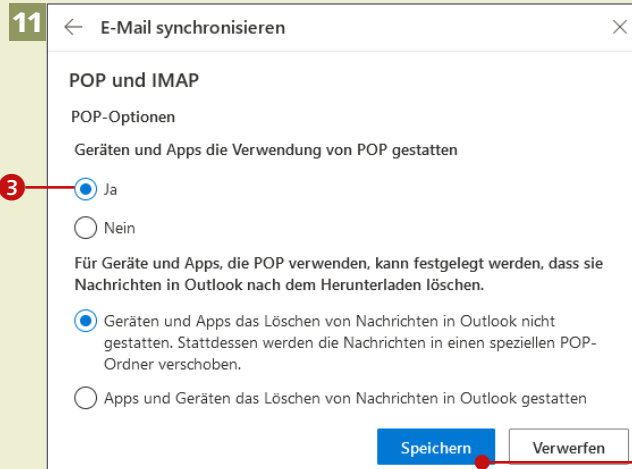 11
← E-Mail synchronisieren ×
POP und IMAP
POP-Optionen
Geräten und Apps die Verwendung von POP gestatten
3
Ja
Nein
Für Geräte und Apps, die POP verwenden, kann festgelegt werden, dass sie
Nachrichten in Outlook nach dem Herunterladen löschen.
Geräten und Apps das Löschen von Nachrichten in Outlook nicht
gestatten. Stattdessen werden die Nachrichten in einen speziellen POP-
Ordner verschoben.
Apps und Geräten das Löschen von Nachrichten in Outlook gestatten
Speichern Verwerfen